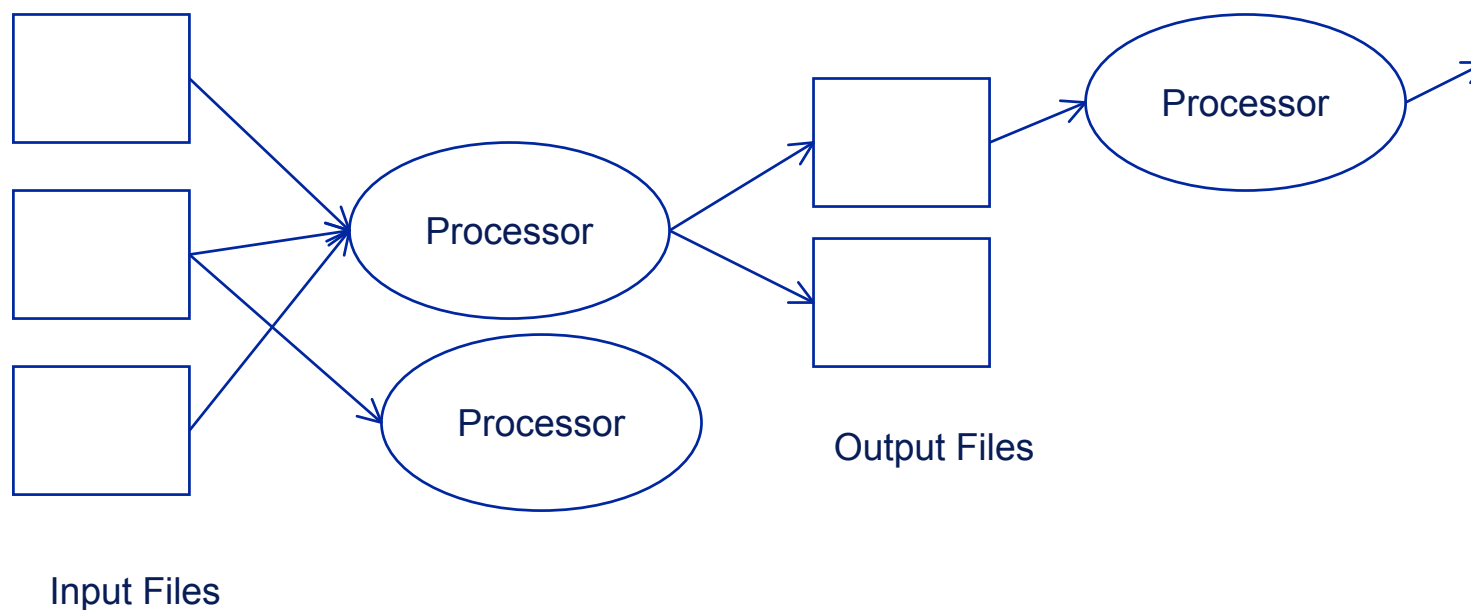 Processor
Processor
Processor
Output Files
Input Files